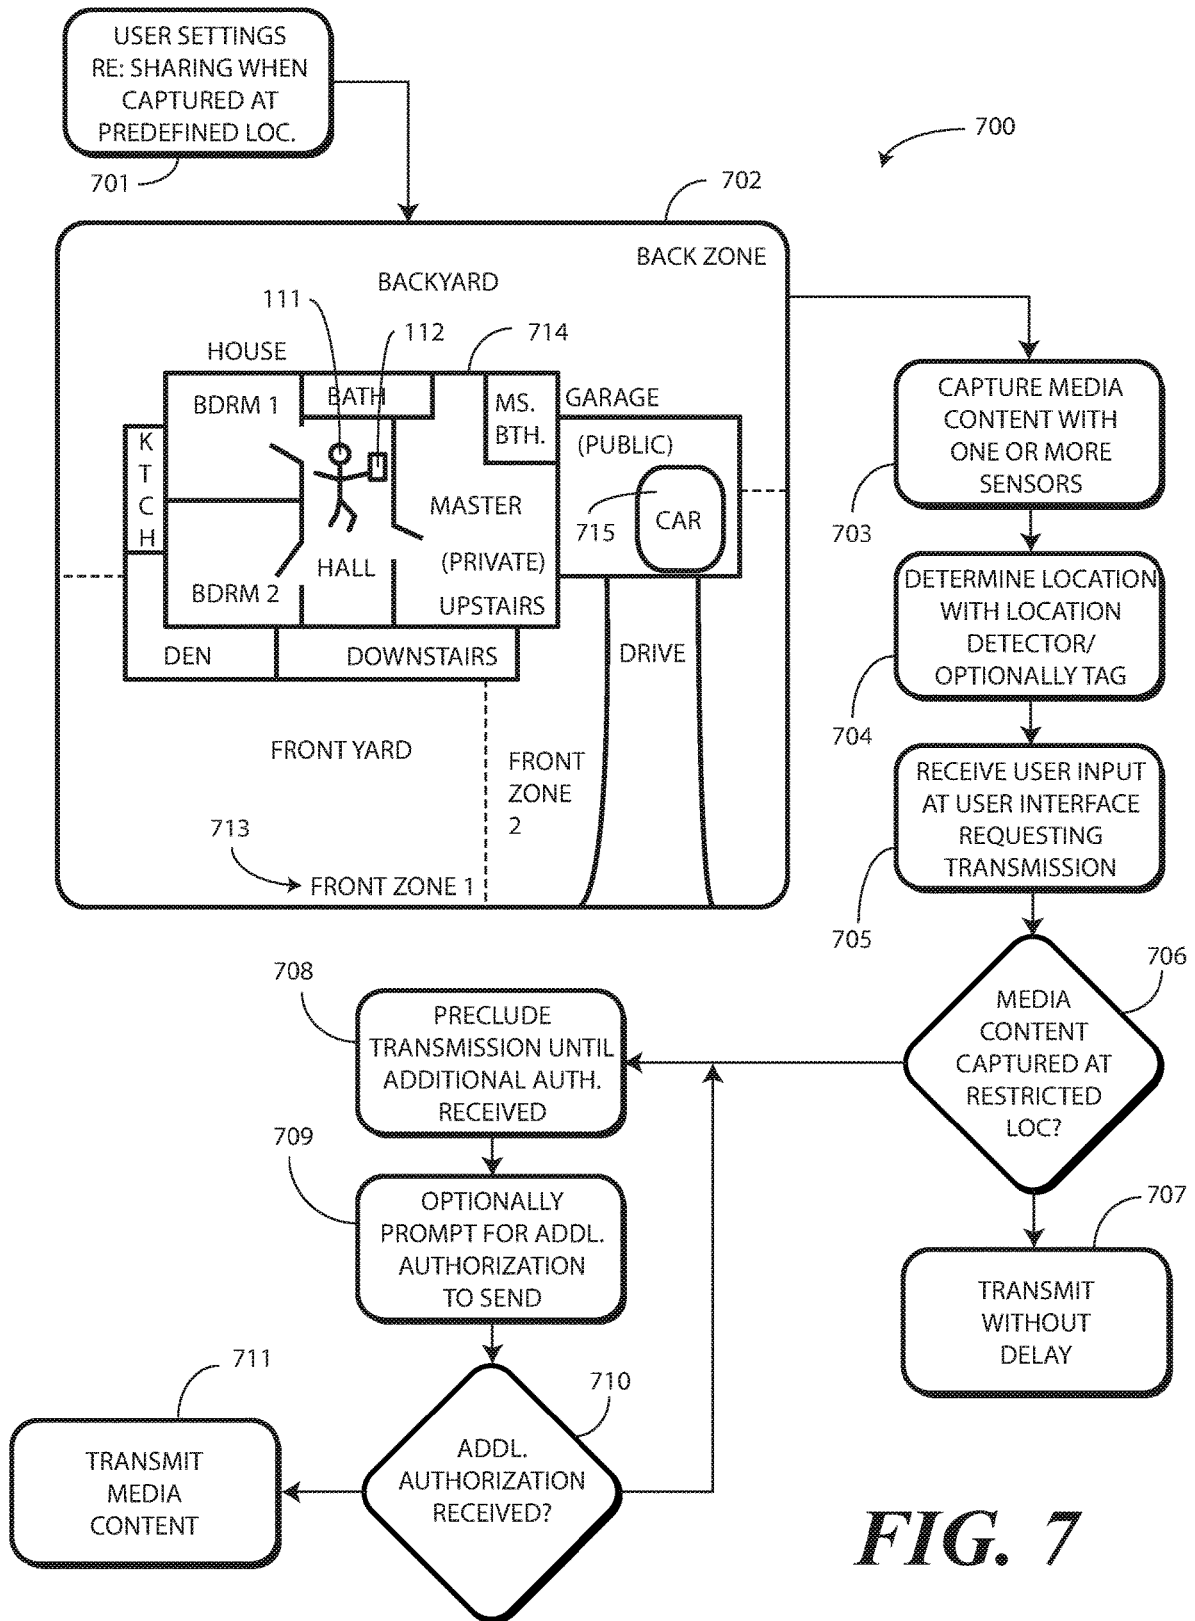 USER SETTINGS
RE: SHARING WHEN
CAPTURED AT
PREDEFINED LOC.
701
700
702
BACK ZONE
BACKYARD
111
112
714
HOUSE
BDRM 1
BATH
MS.
BTH.
GARAGE
(PUBLIC)
K
T
C
H
715
CAR
MASTER
HALL
(PRIVATE)
BDRM 2
UPSTAIRS
DEN
DOWNSTAIRS
DRIVE
FRONT YARD
FRONT
ZONE
2
713
FRONT ZONE 1
CAPTURE MEDIA
CONTENT WITH
ONE OR MORE
SENSORS
703
DETERMINE LOCATION
WITH LOCATION
DETECTOR/
OPTIONALLY TAG
704
RECEIVE USER INPUT
AT USER INTERFACE
REQUESTING
TRANSMISSION
705
706
MEDIA
CONTENT
CAPTURED AT
RESTRICTED
LOC?
707
TRANSMIT
WITHOUT
DELAY
708
PRECLUDE
TRANSMISSION UNTIL
ADDITIONAL AUTH.
RECEIVED
709
OPTIONALLY
PROMPT FOR ADDL.
AUTHORIZATION
TO SEND
710
ADDL.
AUTHORIZATION
RECEIVED?
711
TRANSMIT
MEDIA
CONTENT
FIG. 7